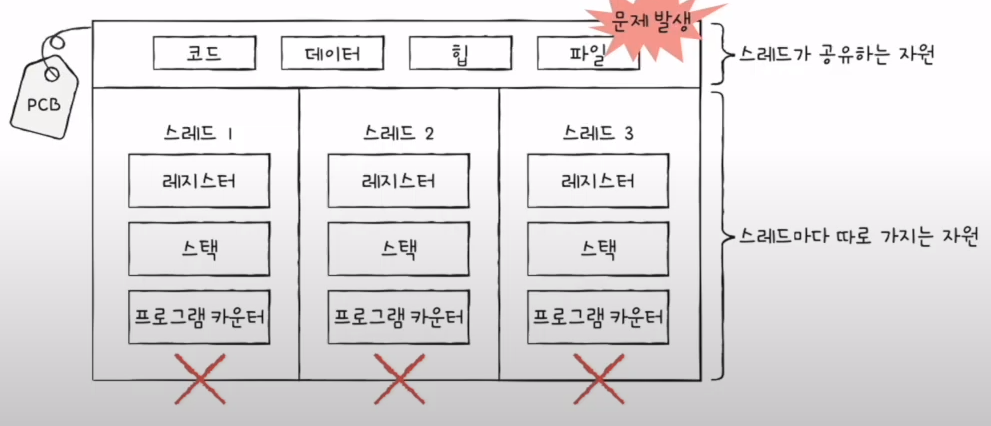 문제 발생
코드
데이터
힙
파일
스레드가 공유하는 자원
PCB
스레드 1
스레드 2
스레드 3
레지스터
레지스터
레지스터
스택
스택
스택
스레드마다 따로 가지는 자원
프로그램 카운터
프로그램 카운터
프로그램 카운터